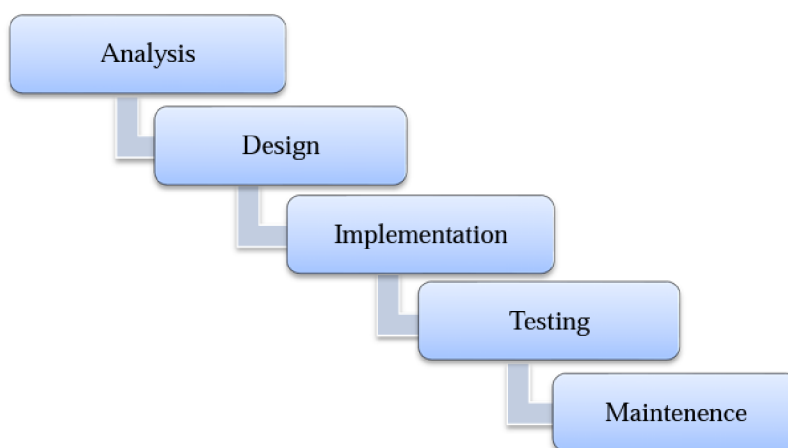 Analysis
Design
Implementation
Testing
Maintenence